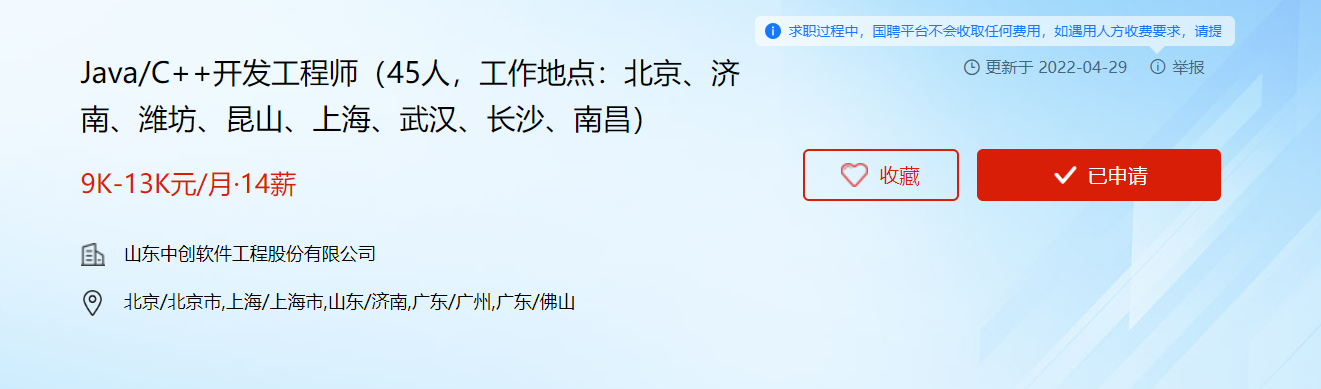 求职过程中，国聘平台不会收取任何费用，如遇用人方收费要求，请提
更新于 2022-04-29 举报
Java/C++开发工程师（45人，工作地点：北京、济
南、潍坊、昆山、上海、武汉、长沙、南昌）
9K-13K元/月·14薪
收藏 已申请
山东中创软件工程股份有限公司
北京/北京市,上海/上海市,山东/济南,广东/广州,广东/佛山